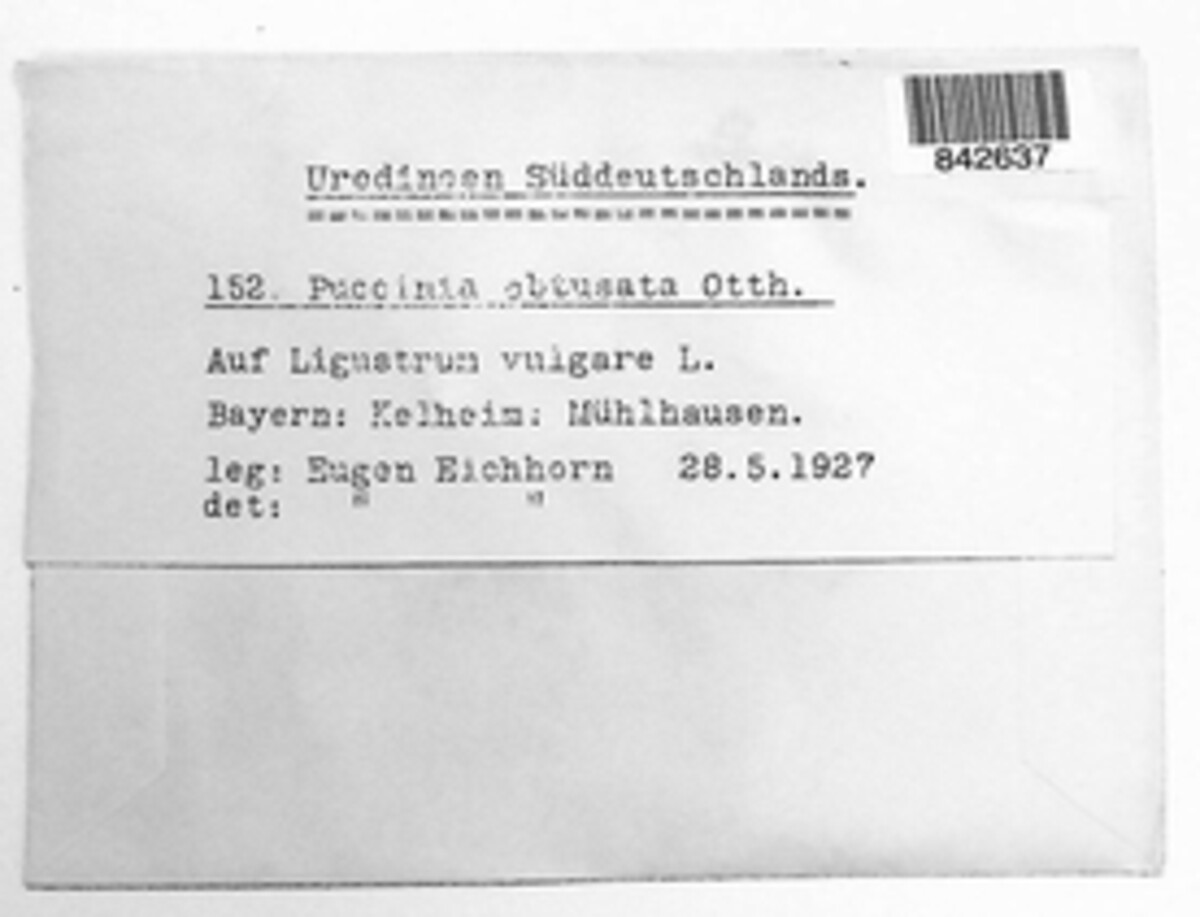 842637
Uredineen Süddeutschlands.
152. Puccinia obtusata Otth.
Auf Ligustrum vulgare L.
Bayern: Kelheim: Mühlhausen.
leg: Eugen Eichhorn 28.5.1927
det: " "